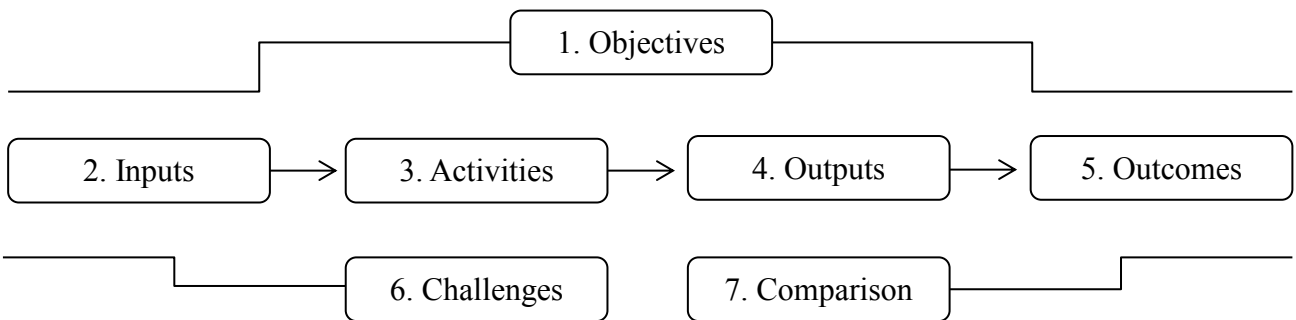 1. Objectives
2. Inputs
3. Activities
4. Outputs
5. Outcomes
6. Challenges
7. Comparison